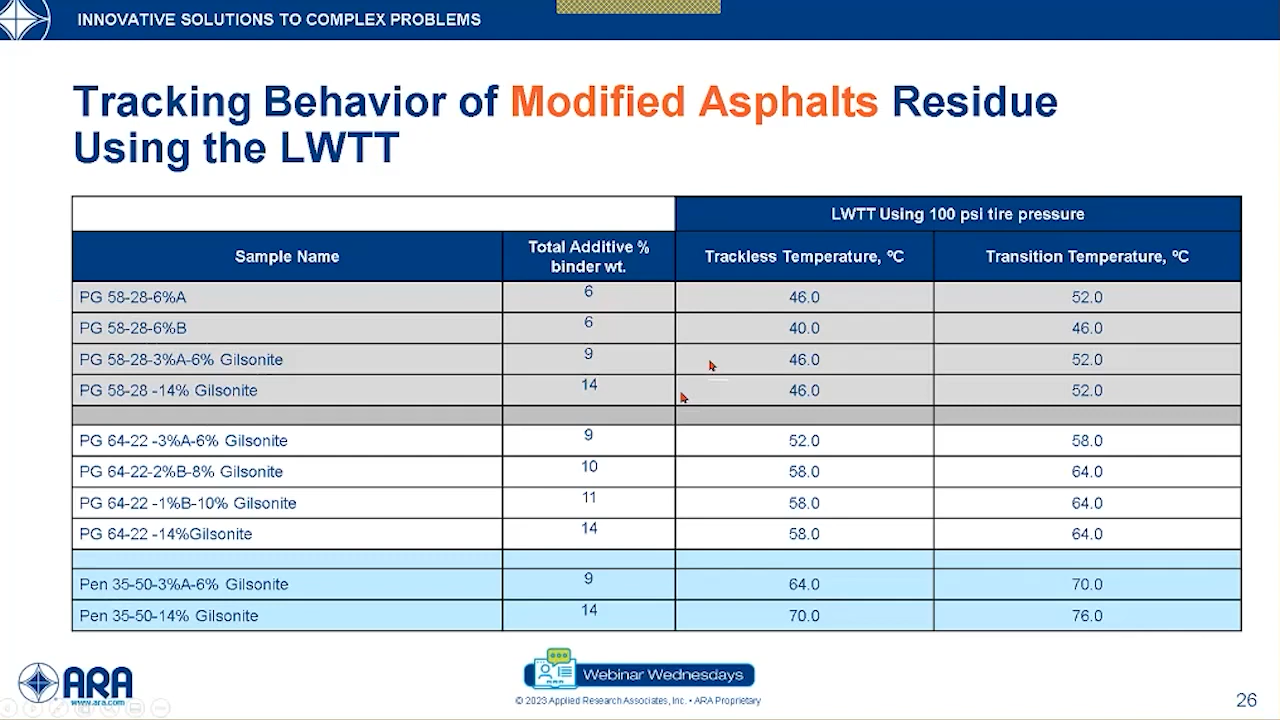 INNOVATIVE SOLUTIONS TO COMPLEX PROBLEMS
Tracking Behavior of Modified Asphalts Residue
Using the LWTT
LWTT Using 100 psi tire pressure
Sample Name
Total Additive %
binder wt.
Trackless Temperature, ºC
Transition Temperature, ºC
PG 58-28-6%A 6 46.0 52.0
PG 58-28-6%B 6 40.0 46.0
PG 58-28-3%A-6% Gilsonite 9 46.0 52.0
PG 58-28 -14% Gilsonite 14 46.0 52.0
PG 64-22 -3%A-6% Gilsonite 9 52.0 58.0
PG 64-22-2%B-8% Gilsonite 10 58.0 64.0
PG 64-22 -1%B-10% Gilsonite 11 58.0 64.0
PG 64-22 -14%Gilsonite 14 58.0 64.0
Pen 35-50-3%A-6% Gilsonite 9 64.0 70.0
Pen 35-50-14% Gilsonite 14 70.0 76.0
ARA
www.ara.com
Webinar Wednesdays
© 2023 Applied Research Associates, Inc. • ARA Proprietary
26